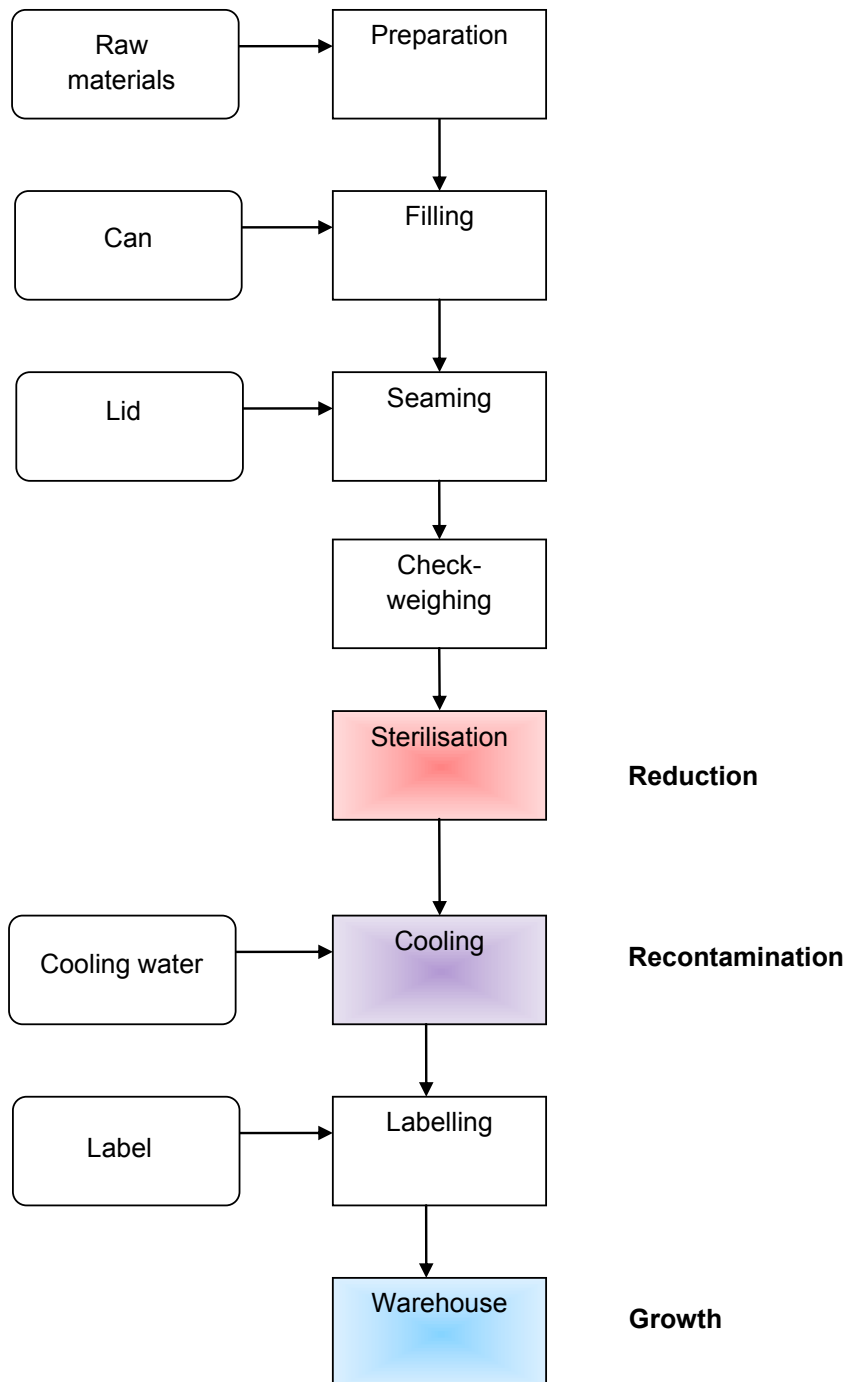 Raw
materials
Preparation
Can
Filling
Lid
Seaming
Check-
weighing
Sterilisation
Reduction
Cooling water
Cooling
Recontamination
Label
Labelling
Warehouse
Growth